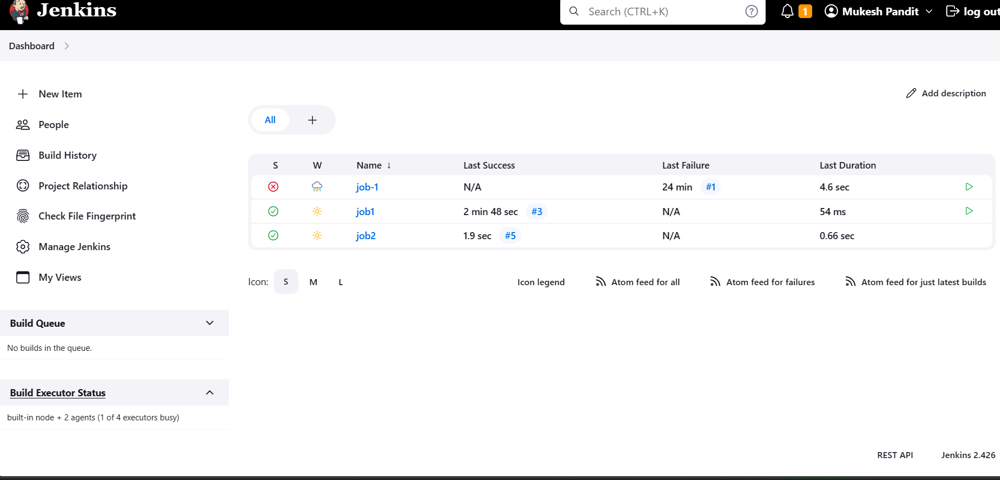 Jenkins
Search (CTRL+K)
1
Mukesh Pandit
log out
Dashboard
New Item
People
Build History
Project Relationship
Check File Fingerprint
Manage Jenkins
My Views
Add description
All
S W Name ↓ Last Success Last Failure Last Duration
job-1 N/A 24 min #1 4.6 sec
job1 2 min 48 sec #3 N/A 54 ms
job2 1.9 sec #5 N/A 0.66 sec
Icon: S M L
Icon legend
Atom feed for all
Atom feed for failures
Atom feed for just latest builds
Build Queue
No builds in the queue.
Build Executor Status
built-in node + 2 agents (1 of 4 executors busy)
REST API
Jenkins 2.426